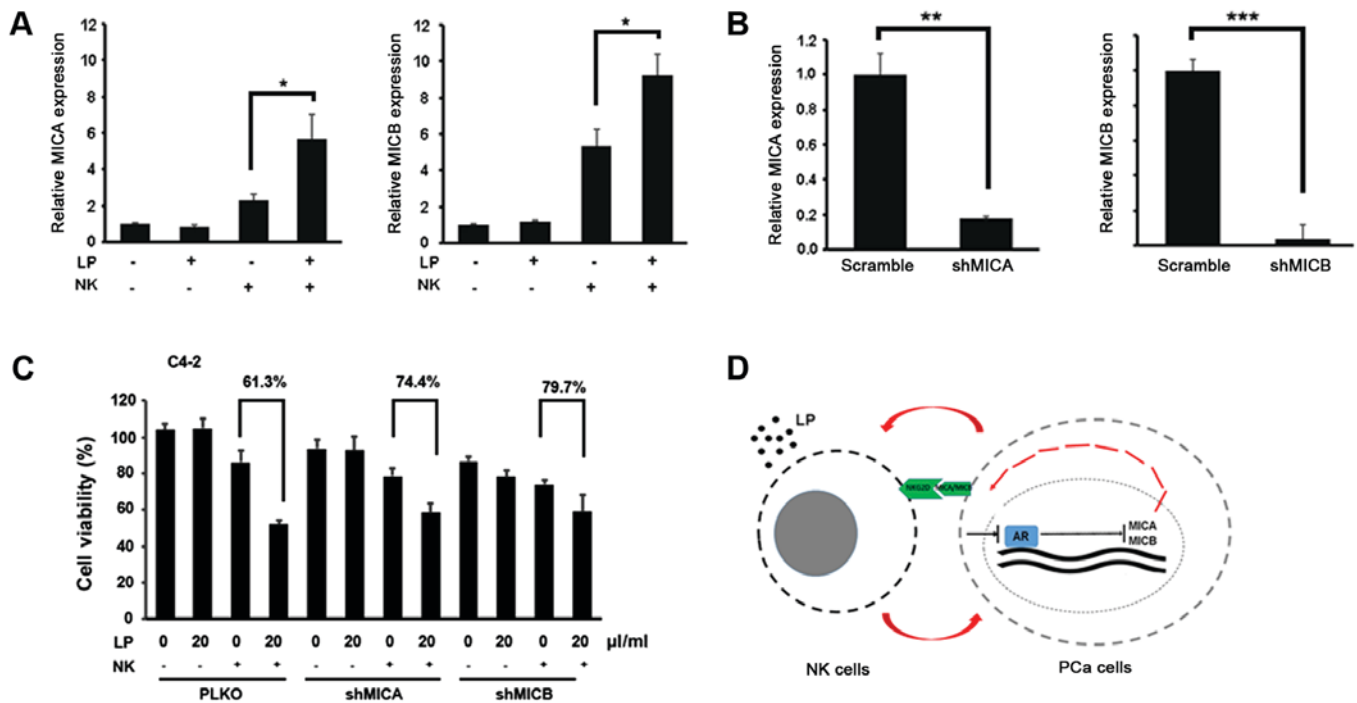 A
Relative MICA expression
12
10
8
6
4
2
0
*
LP - + - +
NK - - + +
Relative MICB expression
12
10
8
6
4
2
0
*
- + - +
- - + +
B
Relative MICA expression
1.2
1.0
0.8
0.6
0.4
0.2
0.0
**
Scramble shMICA
Relative MICB expression
***
Scramble shMICB
C
C4-2
Cell viability (%)
120
100
80
60
40
20
0
61.3%
74.4%
79.7%
LP 0 20 0 20 0 20 0 20 0 20 0 20 μl/ml
NK - - + + - - + + - - + +
PLKO shMICA shMICB
D
LP
NKG2D
MICA/MICB
AR
MICA
MICB
NK cells
PCa cells